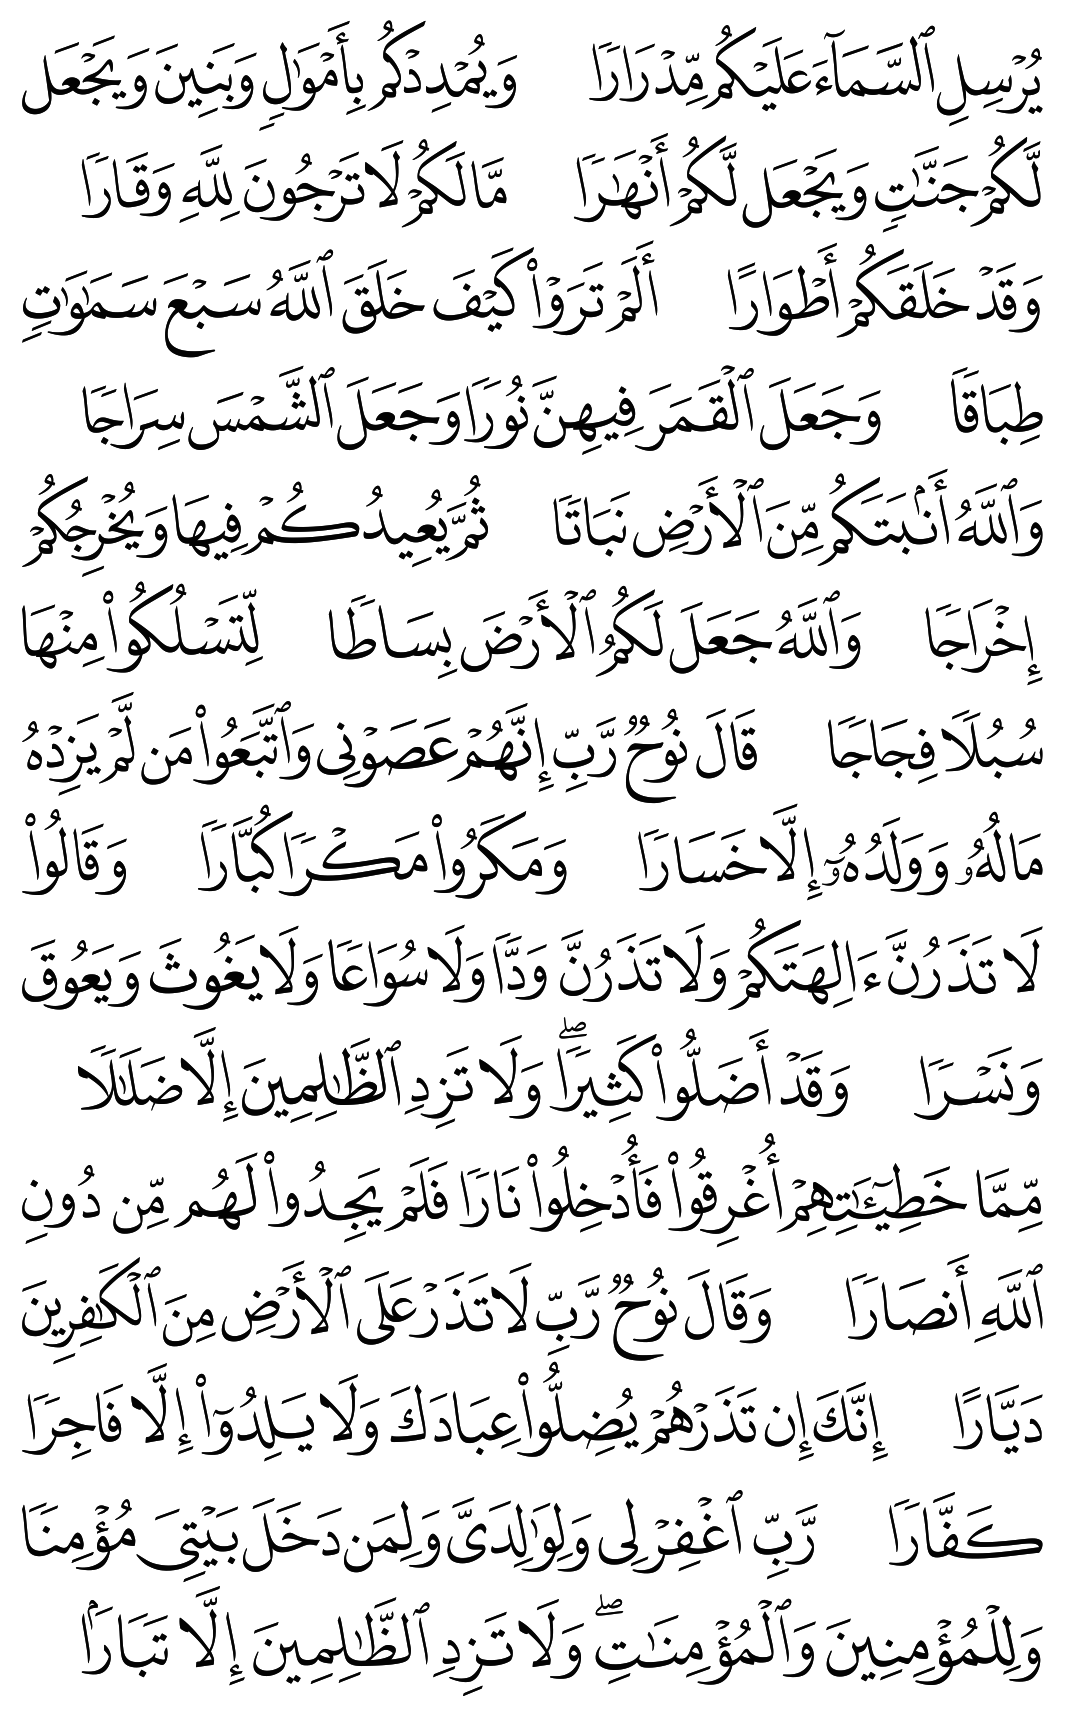 يُرْسِلِ ٱلسَّمَآءَ عَلَيْكُم مِّدْرَارًا وَيُمْدِدْكُم بِأَمْوَٰلٍ وَبَنِينَ وَيَجْعَل
لَّكُمْ جَنَّٰتٍ وَيَجْعَل لَّكُمْ أَنْهَٰرًا مَّا لَكُمْ لَا تَرْجُونَ لِلَّهِ وَقَارًا
وَقَدْ خَلَقَكُمْ أَطْوَارًا أَلَمْ تَرَوْا۟ كَيْفَ خَلَقَ ٱللَّهُ سَبْعَ سَمَٰوَٰتٍ
طِبَاقًا وَجَعَلَ ٱلْقَمَرَ فِيهِنَّ نُورًا وَجَعَلَ ٱلشَّمْسَ سِرَاجًا
وَٱللَّهُ أَنۢبَتَكُم مِّنَ ٱلْأَرْضِ نَبَاتًا ثُمَّ يُعِيدُكُمْ فِيهَا وَيُخْرِجُكُمْ
إِخْرَاجًا وَٱللَّهُ جَعَلَ لَكُمُ ٱلْأَرْضَ بِسَاطًا لِّتَسْلُكُوا۟ مِنْهَا
سُبُلًا فِجَاجًا قَالَ نُوحٌ رَّبِّ إِنَّهُمْ عَصَوْنِى وَٱتَّبَعُوا۟ مَن لَّمْ يَزِدْهُ
مَالُهُۥ وَوَلَدُهُۥٓ إِلَّا خَسَارًا وَمَكَرُوا۟ مَكْرًا كُبَّارًا وَقَالُوا۟
لَا تَذَرُنَّ ءَالِهَتَكُمْ وَلَا تَذَرُنَّ وَدًّا وَلَا سُوَاعًا وَلَا يَغُوثَ وَيَعُوقَ
وَنَسْرًا وَقَدْ أَضَلُّوا۟ كَثِيرًا ۖ وَلَا تَزِدِ ٱلظَّٰلِمِينَ إِلَّا ضَلَٰلًا
مِّمَّا خَطِيٓـَٰٔتِهِمْ أُغْرِقُوا۟ فَأُدْخِلُوا۟ نَارًا فَلَمْ يَجِدُوا۟ لَهُم مِّن دُونِ
ٱللَّهِ أَنصَارًا وَقَالَ نُوحٌ رَّبِّ لَا تَذَرْ عَلَى ٱلْأَرْضِ مِنَ ٱلْكَٰفِرِينَ
دَيَّارًا إِنَّكَ إِن تَذَرْهُمْ يُضِلُّوا۟ عِبَادَكَ وَلَا يَلِدُوٓا۟ إِلَّا فَاجِرًا
كَفَّارًا رَّبِّ ٱغْفِرْ لِى وَلِوَٰلِدَىَّ وَلِمَن دَخَلَ بَيْتِىَ مُؤْمِنًا
وَلِلْمُؤْمِنِينَ وَٱلْمُؤْمِنَٰتِ ۖ وَلَا تَزِدِ ٱلظَّٰلِمِينَ إِلَّا تَبَارًۢا